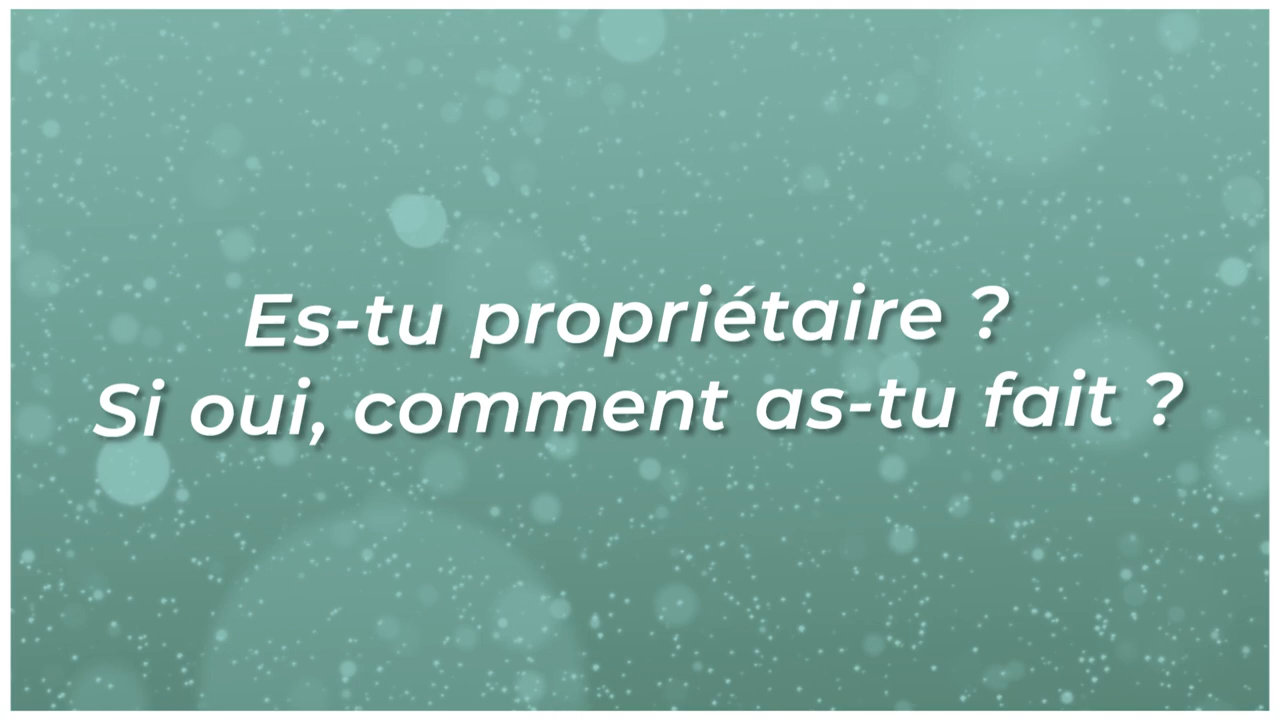 Es-tu propriétaire ?
Si oui, comment as-tu fait ?